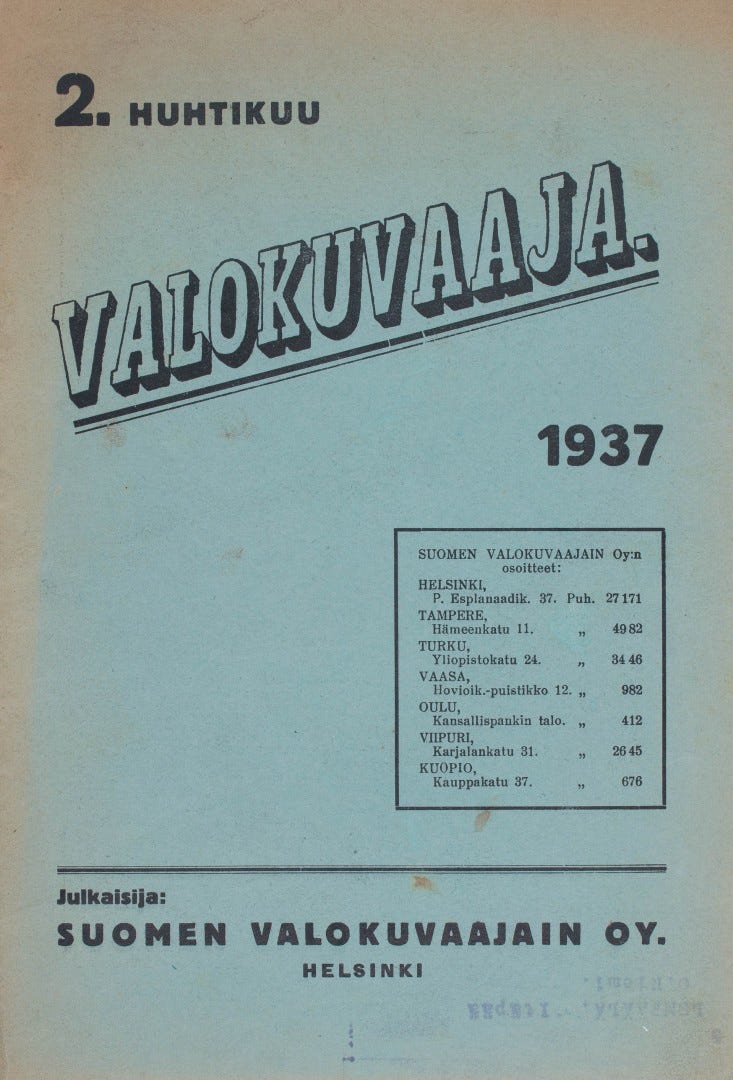 2. HUHTIKUU
VALOKUVAAJA.
1937
SUOMEN VALOKUVAAJAIN Oy:n
osoitteet:
HELSINKI,
P. Esplanaadik. 37. Puh. 27171
TAMPERE,
Hämeenkatu 11. „ 4982
TURKU,
Yliopistokatu 24. „ 3446
VAASA,
Hovioik.-puistikko 12. „ 982
OULU,
Kansallispankin talo. „ 412
VIIPURI,
Karjalankatu 31. „ 2645
KUOPIO,
Kauppakatu 37. „ 676
Julkaisija:
SUOMEN VALOKUVAAJAIN OY.
HELSINKI